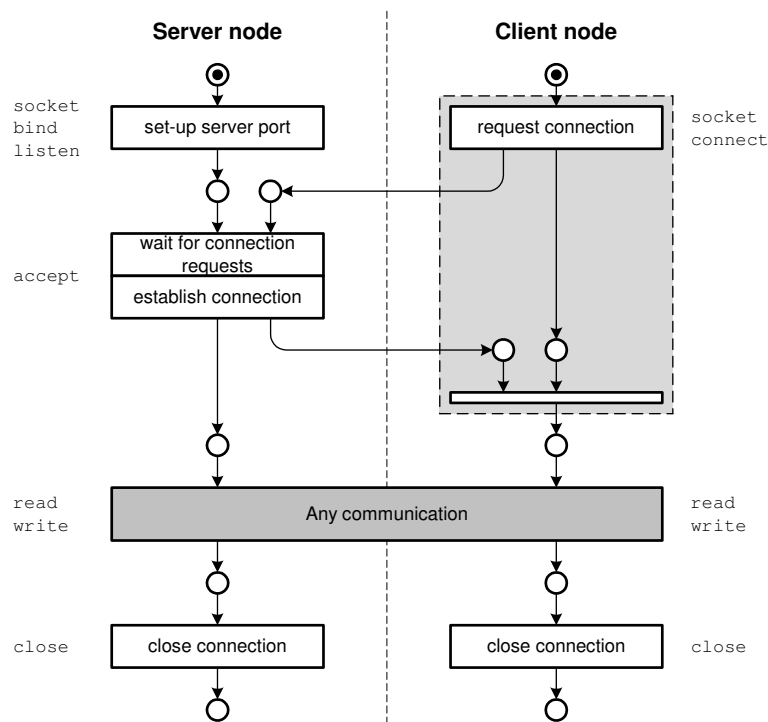 Server node
Client node
socket
bind
listen
set-up server port
request connection
socket
connect
wait for connection
requests
accept
establish connection
read
write
Any communication
read
write
close
close connection
close connection
close